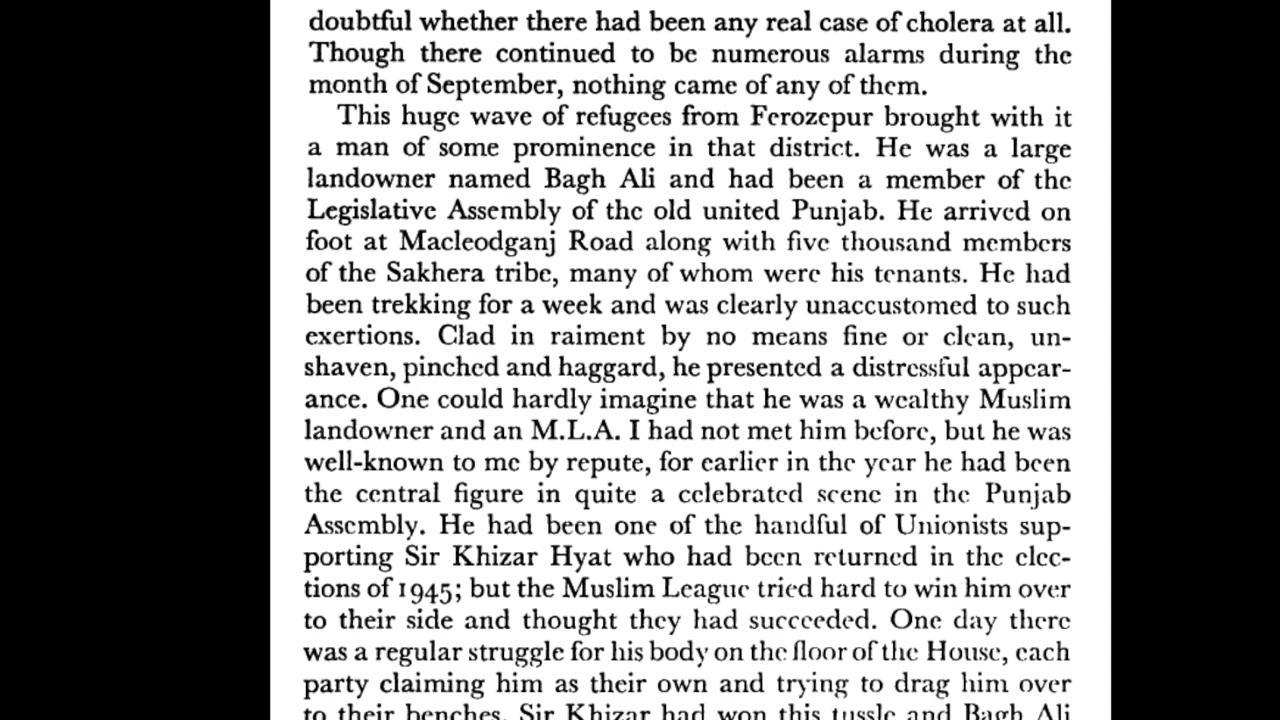 doubtful whether there had been any real case of cholera at all.
Though there continued to be numerous alarms during the
month of September, nothing came of any of them.
This huge wave of refugees from Ferozepur brought with it
a man of some prominence in that district. He was a large
landowner named Bagh Ali and had been a member of the
Legislative Assembly of the old united Punjab. He arrived on
foot at Macleodganj Road along with five thousand members
of the Sakhera tribe, many of whom were his tenants. He had
been trekking for a week and was clearly unaccustomed to such
exertions. Clad in raiment by no means fine or clean, un-
shaven, pinched and haggard, he presented a distressful appear-
ance. One could hardly imagine that he was a wealthy Muslim
landowner and an M.L.A. I had not met him before, but he was
well-known to me by repute, for earlier in the year he had been
the central figure in quite a celebrated scene in the Punjab
Assembly. He had been one of the handful of Unionists sup-
porting Sir Khizar Hyat who had been returned in the elec-
tions of 1945; but the Muslim League tried hard to win him over
to their side and thought they had succeeded. One day there
was a regular struggle for his body on the floor of the House, each
party claiming him as their own and trying to drag him over
to their benches. Sir Khizar had won this tussle and Bagh Ali